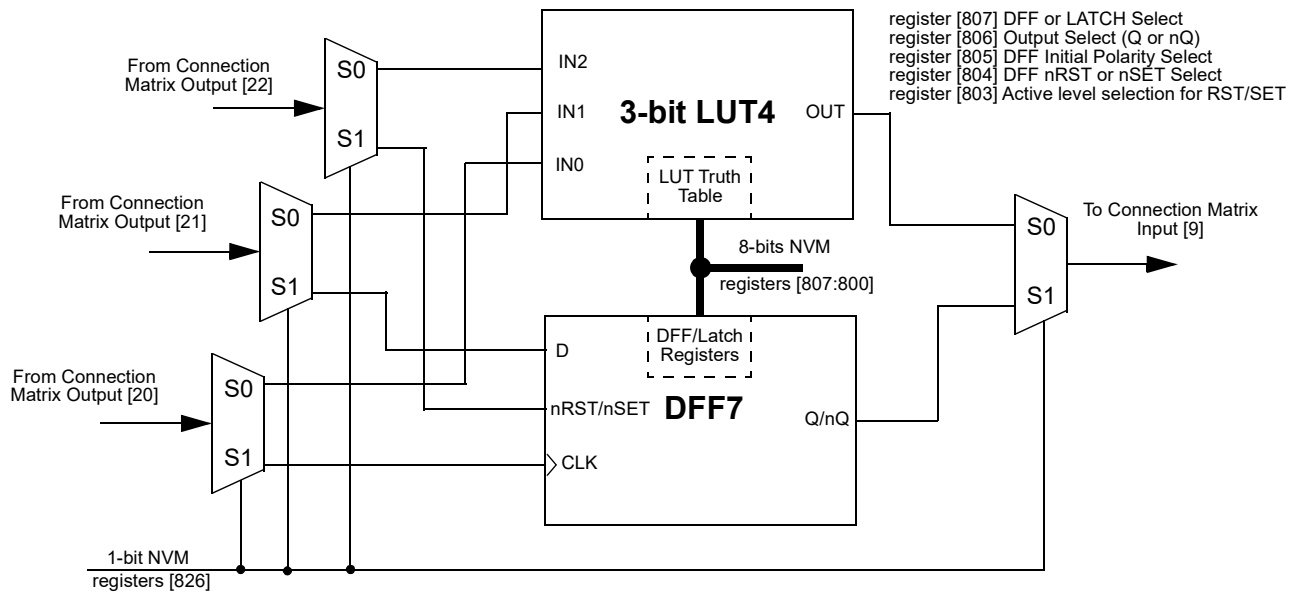 register [807] DFF or LATCH Select
register [806] Output Select (Q or nQ)
register [805] DFF Initial Polarity Select
register [804] DFF nRST or nSET Select
register [803] Active level selection for RST/SET
From Connection
Matrix Output [22]
S0
S1
IN2
IN1
IN0
3-bit LUT4
OUT
LUT Truth
Table
From Connection
Matrix Output [21]
S0
S1
8-bits NVM
registers [807:800]
S0
S1
To Connection Matrix
Input [9]
From Connection
Matrix Output [20]
S0
S1
D
nRST/nSET
CLK
DFF/Latch
Registers
DFF7
Q/nQ
1-bit NVM
registers [826]